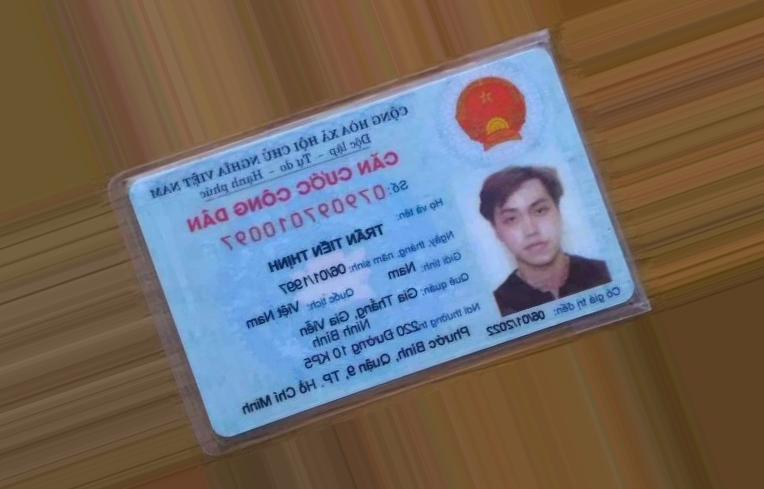 CỘNG HÒA XÃ HỘI CHỦ NGHĨA VIỆT NAM
Độc lập - Tự do - Hạnh phúc
CĂN CƯỚC CÔNG DÂN
Số: 079097010097
Họ và tên:
TRẦN TIẾN THỊNH
Ngày, tháng, năm sinh: 06/01/1997
Giới tính: Nam Quốc tịch: Việt Nam
Quê quán: Gia Thắng, Gia Viễn
Ninh Bình
Nơi thường trú: 220 Đường 10 KP5
Phước Bình, Quận 9, TP. Hồ Chí Minh
Có giá trị đến: 06/01/2022